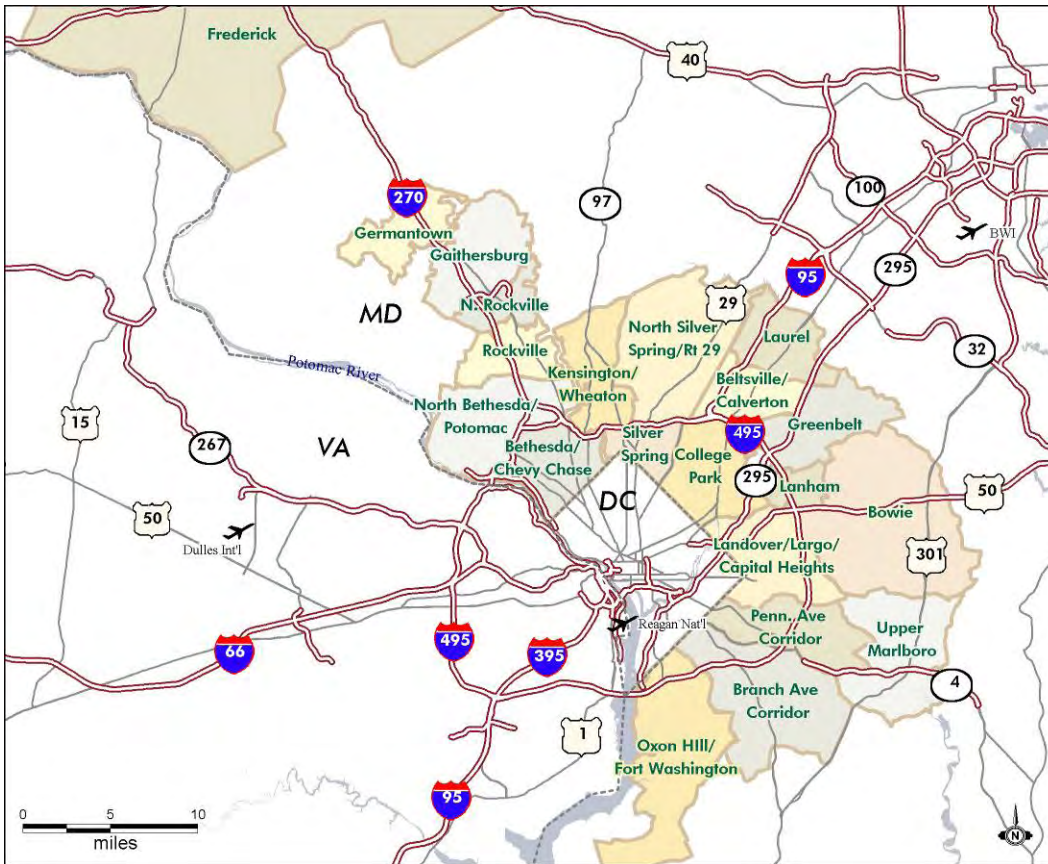 Frederick
40
270
97
100
Germantown
BWI
Gaithersburg
295
95
29
N. Rockville
MD
North Silver
Spring/Rt 29
Laurel
32
Rockville
Potomac River
Kensington/
Wheaton
Beltsville/
Calverton
North Bethesda/
Potomac
15
Greenbelt
267
VA
Silver
Spring
495
Bethesda/
Chevy Chase
College
Park
295
Lanham
50
DC
50
Bowie
Dulles Int'l
Landover/Largo/
Capital Heights
301
Reagan Nat'l
Penn. Ave
Corridor
Upper
Marlboro
66
495
395
4
Branch Ave
Corridor
1
Oxon HIll/
Fort Washington
95
0 5 10
miles
N